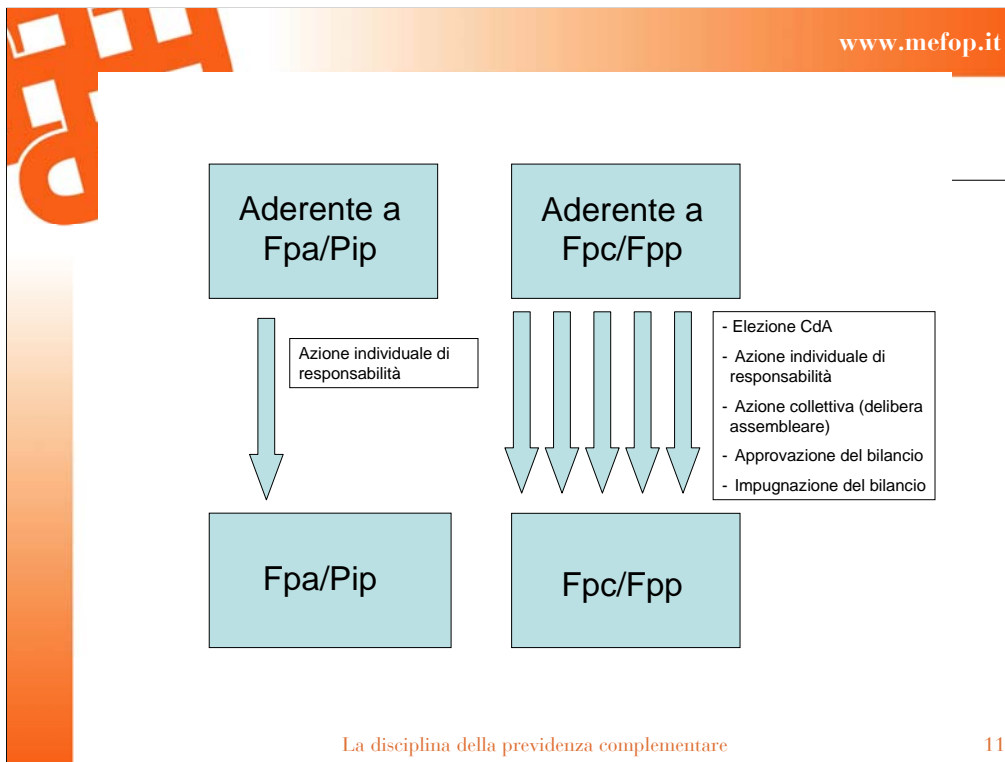 www.mefop.it
Aderente a
Fpa/Pip
Aderente a
Fpc/Fpp
Azione individuale di
responsabilità
- Elezione CdA
- Azione individuale di
responsabilità
- Azione collettiva (delibera
assembleare)
- Approvazione del bilancio
- Impugnazione del bilancio
Fpa/Pip
Fpc/Fpp
La disciplina della previdenza complementare
11